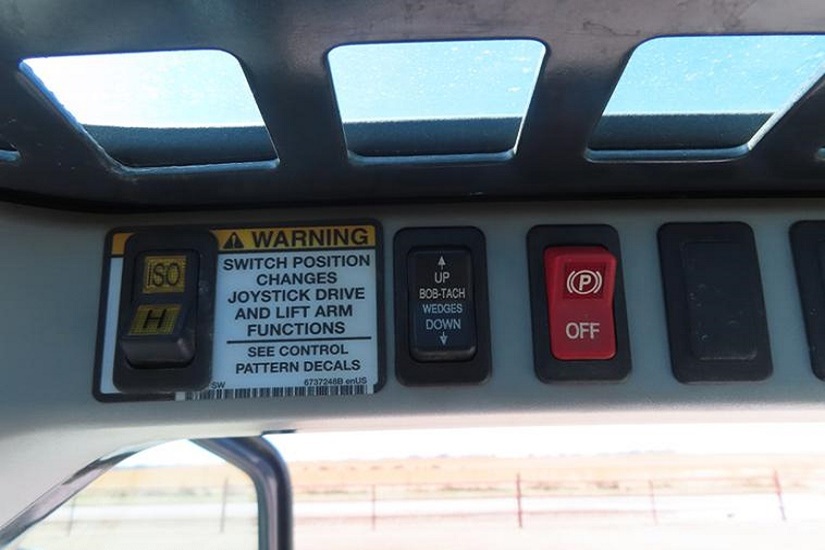 ISO
H
WARNING
SWITCH POSITION
CHANGES
JOYSTICK DRIVE
AND LIFT ARM
FUNCTIONS
SEE CONTROL
PATTERN DECALS
SW
6737248B enUS
UP
BOB-TACH
WEDGES
DOWN
P
OFF